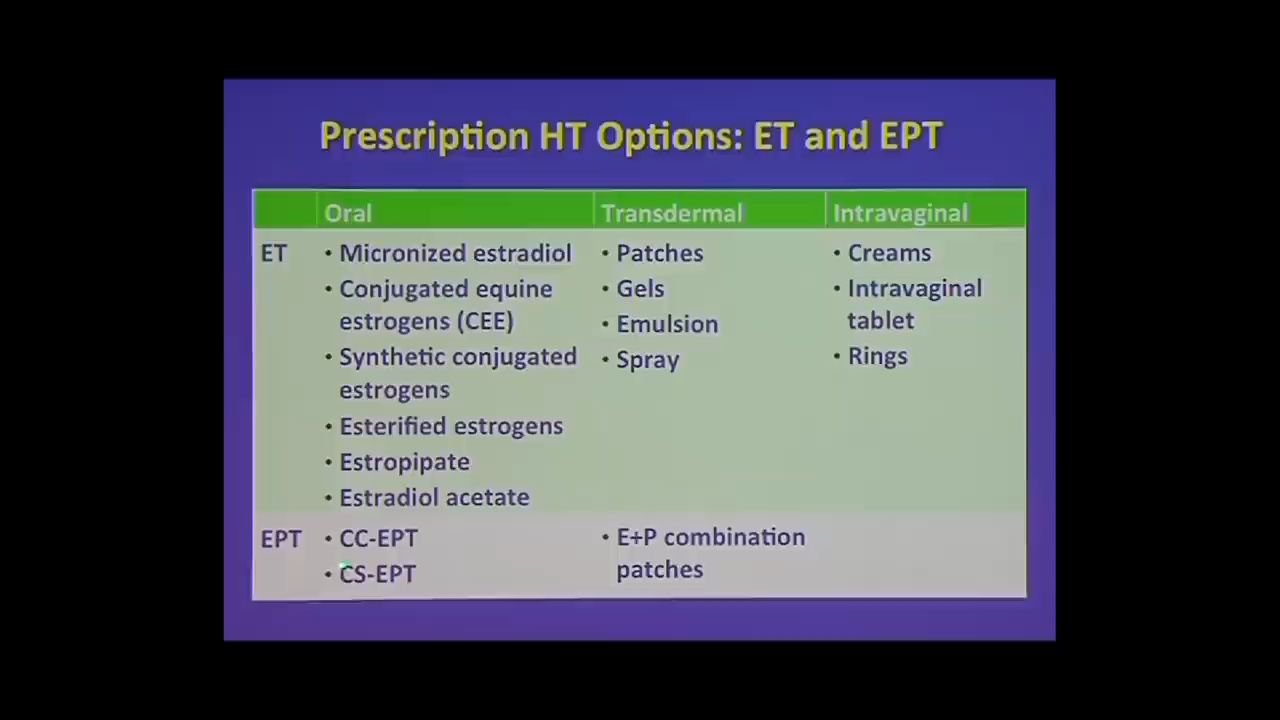 Prescription HT Options: ET and EPT
Oral
Transdermal
Intravaginal
ET
• Micronized estradiol
• Conjugated equine
estrogens (CEE)
• Synthetic conjugated
estrogens
• Esterified estrogens
• Estropipate
• Estradiol acetate
• Patches
• Gels
• Emulsion
• Spray
• Creams
• Intravaginal
tablet
• Rings
EPT
• CC-EPT
• CS-EPT
• E+P combination
patches